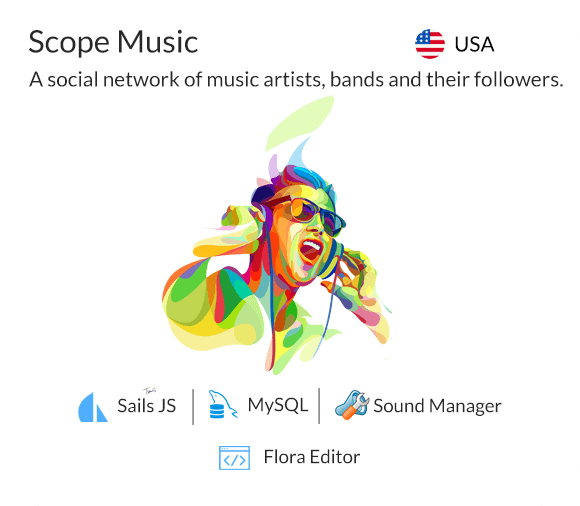 Scope Music
USA
A social network of music artists, bands and their followers.
Sails JS
MySQL
Sound Manager
Flora Editor